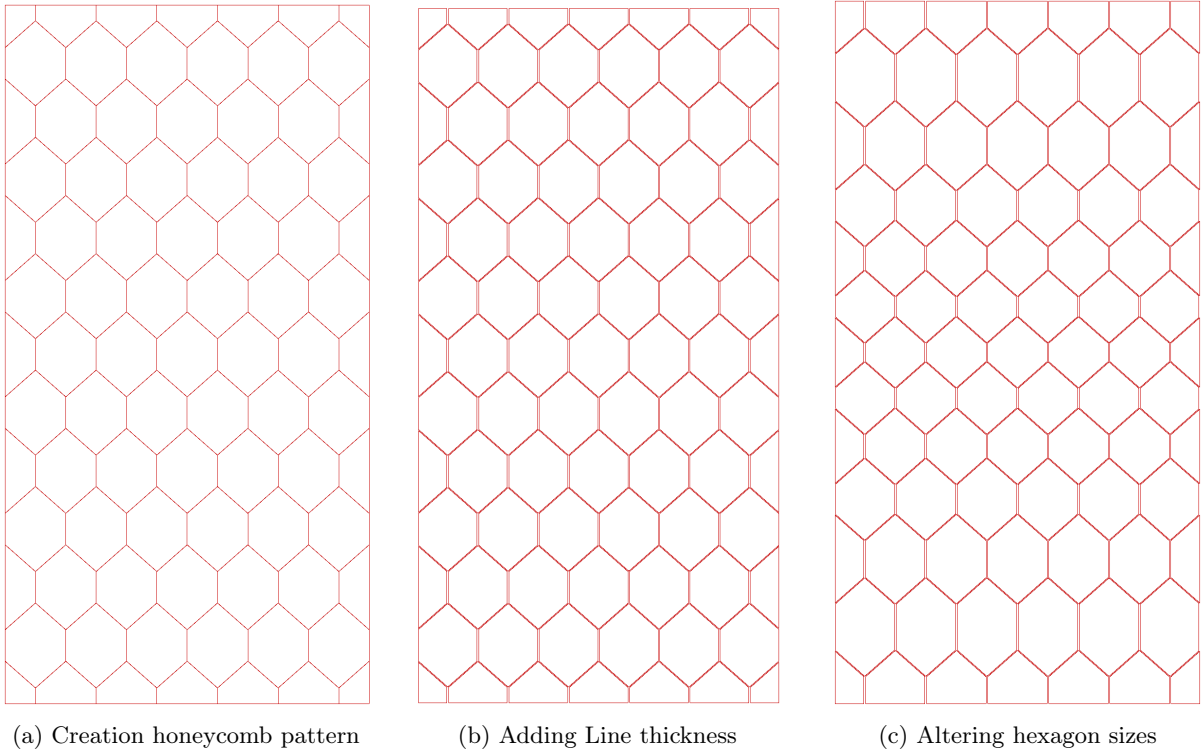 (a) Creation honeycomb pattern
(b) Adding Line thickness
(c) Altering hexagon sizes